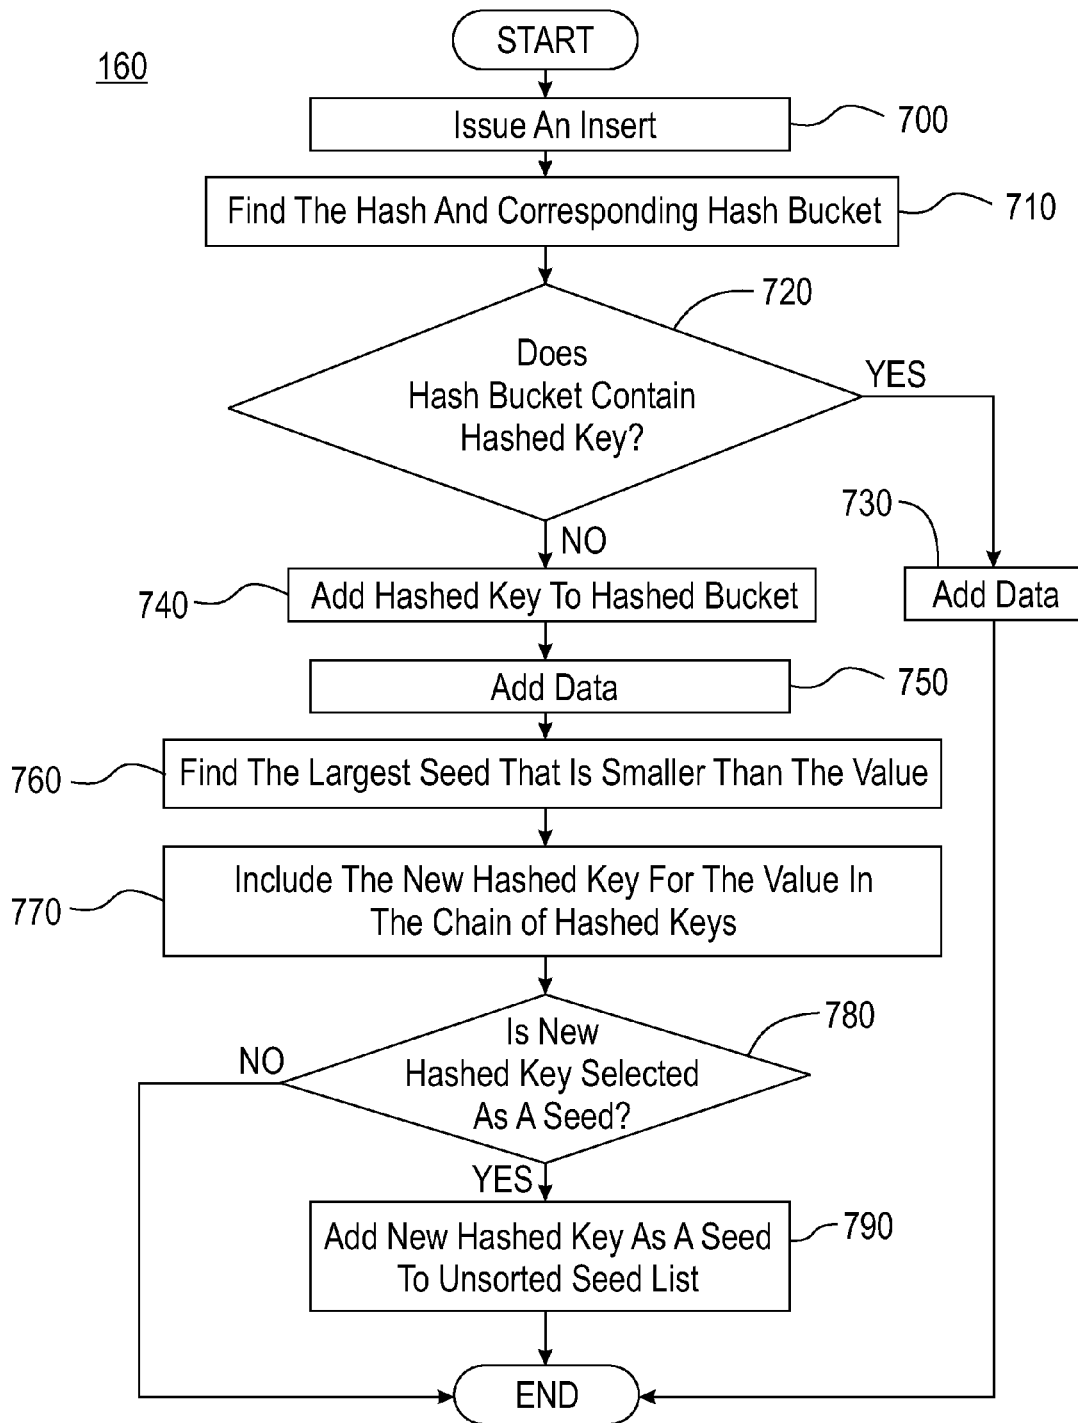 START
160
Issue An Insert
700
Find The Hash And Corresponding Hash Bucket
710
720
Does
Hash Bucket Contain
Hashed Key?
YES
NO
730
Add Data
740
Add Hashed Key To Hashed Bucket
Add Data
750
760
Find The Largest Seed That Is Smaller Than The Value
770
Include The New Hashed Key For The Value In
The Chain of Hashed Keys
780
Is New
Hashed Key Selected
As A Seed?
NO
YES
Add New Hashed Key As A Seed
To Unsorted Seed List
790
END